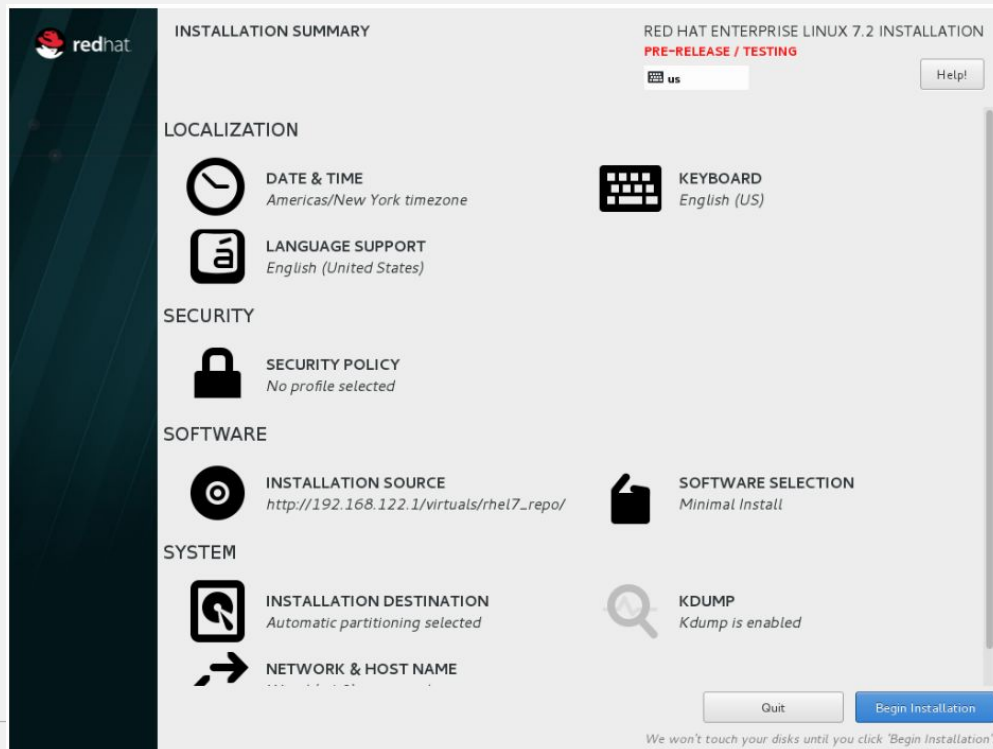 redhat
INSTALLATION SUMMARY
RED HAT ENTERPRISE LINUX 7.2 INSTALLATION
PRE-RELEASE / TESTING
us
Help!
LOCALIZATION
DATE & TIME
Americas/New York timezone
KEYBOARD
English (US)
LANGUAGE SUPPORT
English (United States)
SECURITY
SECURITY POLICY
No profile selected
SOFTWARE
INSTALLATION SOURCE
http://192.168.122.1/virtuals/rhel7_repo/
SOFTWARE SELECTION
Minimal Install
SYSTEM
INSTALLATION DESTINATION
Automatic partitioning selected
KDUMP
Kdump is enabled
NETWORK & HOST NAME
Quit
Begin Installation
We won't touch your disks until you click 'Begin Installation'